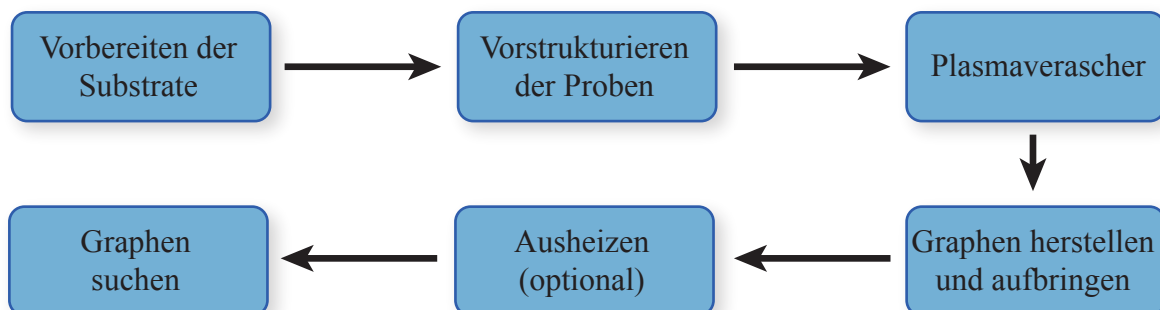 Vorbereiten der
Substrate
Vorstrukturieren
der Proben
Plasmaverascher
Graphen herstellen
und aufbringen
Ausheizen
(optional)
Graphen
suchen